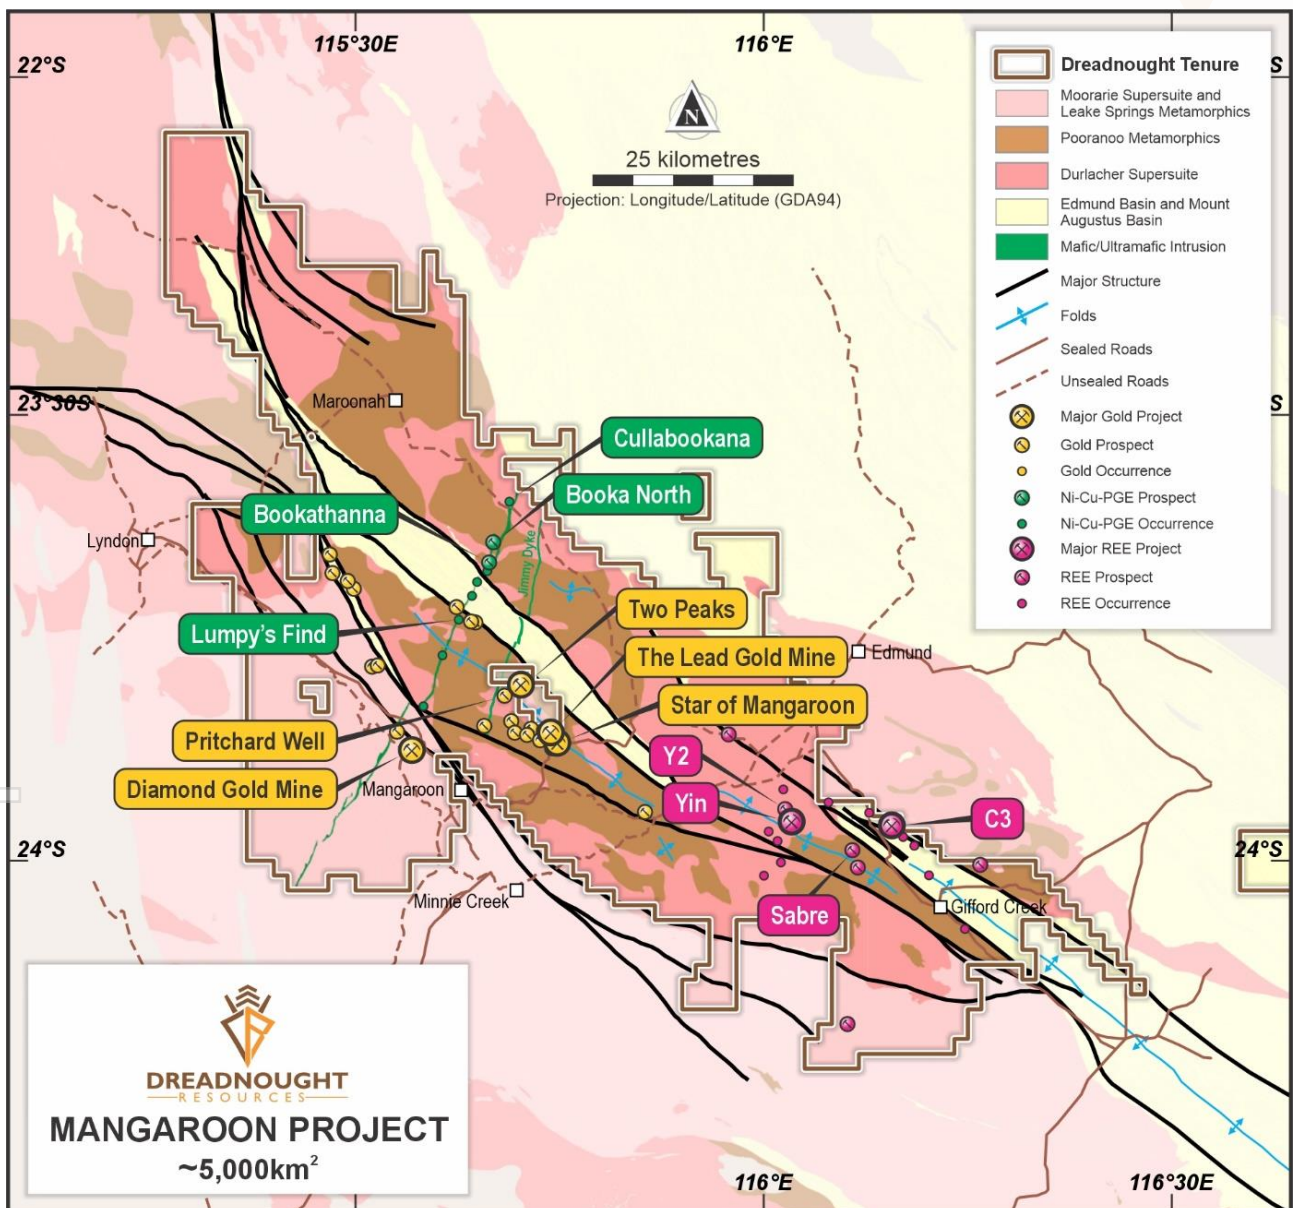 115°30E
116°E
22°S
S
N
25 kilometres
Projection: Longitude/Latitude (GDA94)
Dreadnought Tenure
Moorarie Supersuite and
Leake Springs Metamorphics
Pooranoo Metamorphics
Durlacher Supersuite
Edmund Basin and Mount
Augustus Basin
Mafic/Ultramafic Intrusion
Major Structure
Folds
Sealed Roads
Unsealed Roads
Major Gold Project
Gold Prospect
Gold Occurrence
Ni-Cu-PGE Prospect
Ni-Cu-PGE Occurrence
Major REE Project
REE Prospect
REE Occurrence
23°30S
S
Maroonah
Cullabookana
Booka North
Bookathanna
Lyndon
Jimmy Dyke
Two Peaks
Lumpy's Find
The Lead Gold Mine
Edmund
Star of Mangaroon
Pritchard Well
Y2
Diamond Gold Mine
Mangaroon
Yin
C3
24°S
24°S
Minnie Creek
Sabre
Gifford Creek
DREADNOUGHT
RESOURCES
MANGAROON PROJECT
~5,000km²
116°E
116°30E